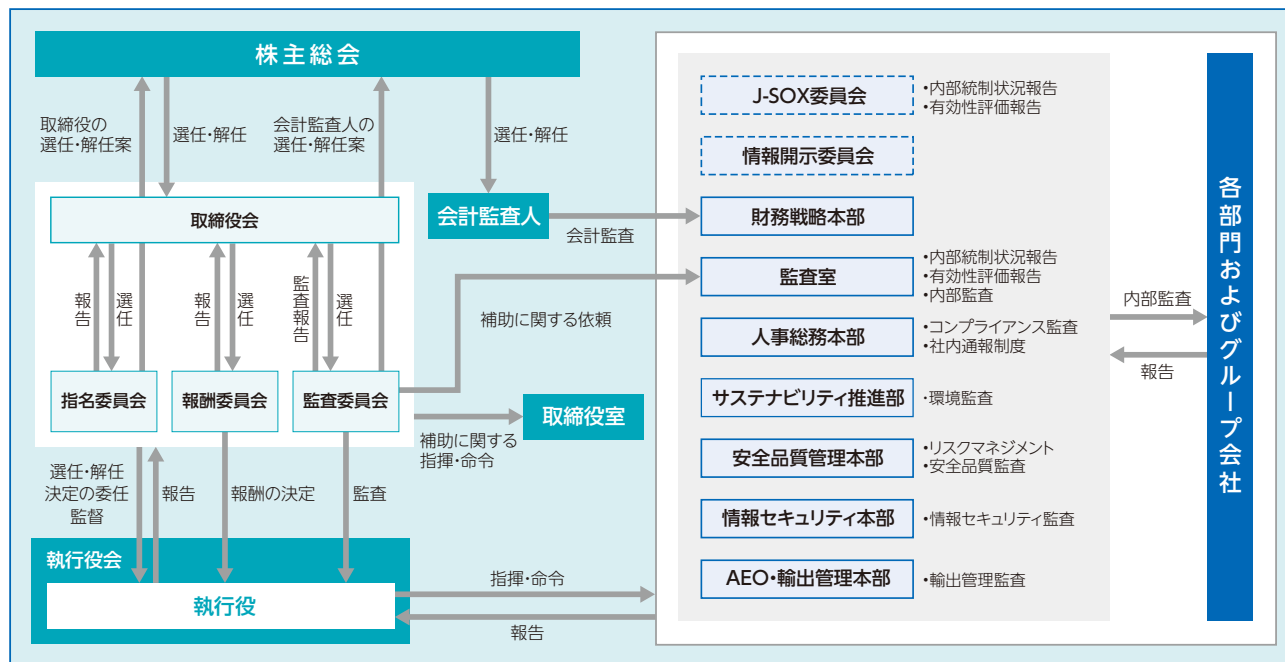 株主総会
取締役の
選任・解任案
選任・解任
会計監査人の
選任・解任案
選任・解任
取締役会
会計監査人
会計監査
報告
選任
報告
選任
監査報告
選任
補助に関する依頼
指名委員会
報酬委員会
監査委員会
取締役室
補助に関する
指揮・命令
選任・解任
決定の委任
監督
報告
報酬の決定
監査
執行役会
執行役
指揮・命令
報告
J-SOX委員会
・内部統制状況報告
・有効性評価報告
情報開示委員会
財務戦略本部
監査室
・内部統制状況報告
・有効性評価報告
・内部監査
人事総務本部
・コンプライアンス監査
・社内通報制度
サステナビリティ推進部
・環境監査
安全品質管理本部
・リスクマネジメント
・安全品質監査
情報セキュリティ本部
・情報セキュリティ監査
AEO・輸出管理本部
・輸出管理監査
内部監査
報告
各部門およびグループ会社